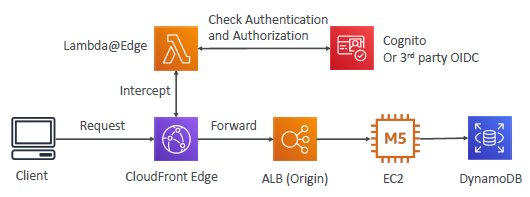 Check Authentication
and Authorization
Lambda@Edge
Cognito
Or 3rd party OIDC
Intercept
Request
Forward
M5
Client
CloudFront Edge
ALB (Origin)
EC2
DynamoDB